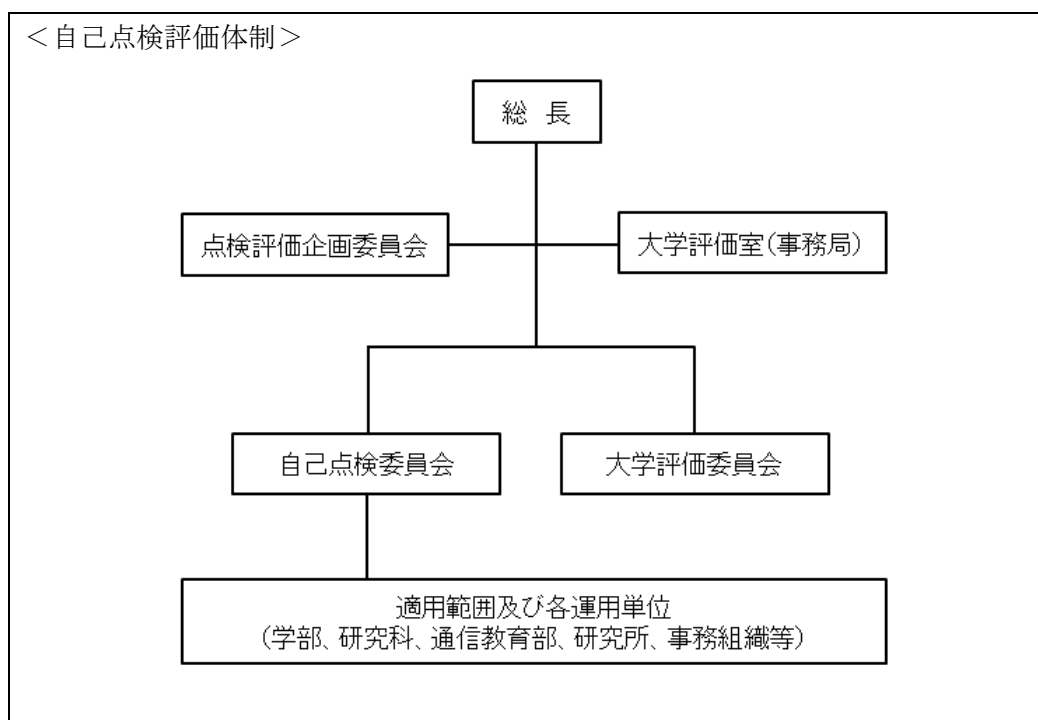 ＜自己点検評価体制＞
総 長
点検評価企画委員会
大学評価室(事務局)
自己点検委員会
大学評価委員会
適用範囲及び各運用単位
(学部、研究科、通信教育部、研究所、事務組織等)